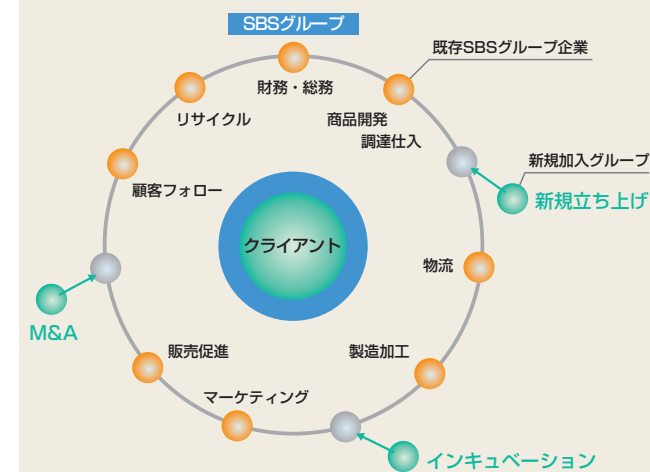 SBSグループ
既存SBSグループ企業
財務・総務
リサイクル
商品開発
調達仕入
新規加入グループ
顧客フォロー
新規立ち上げ
クライアント
物流
M&A
販売促進
製造加工
マーケティング
インキュベーション